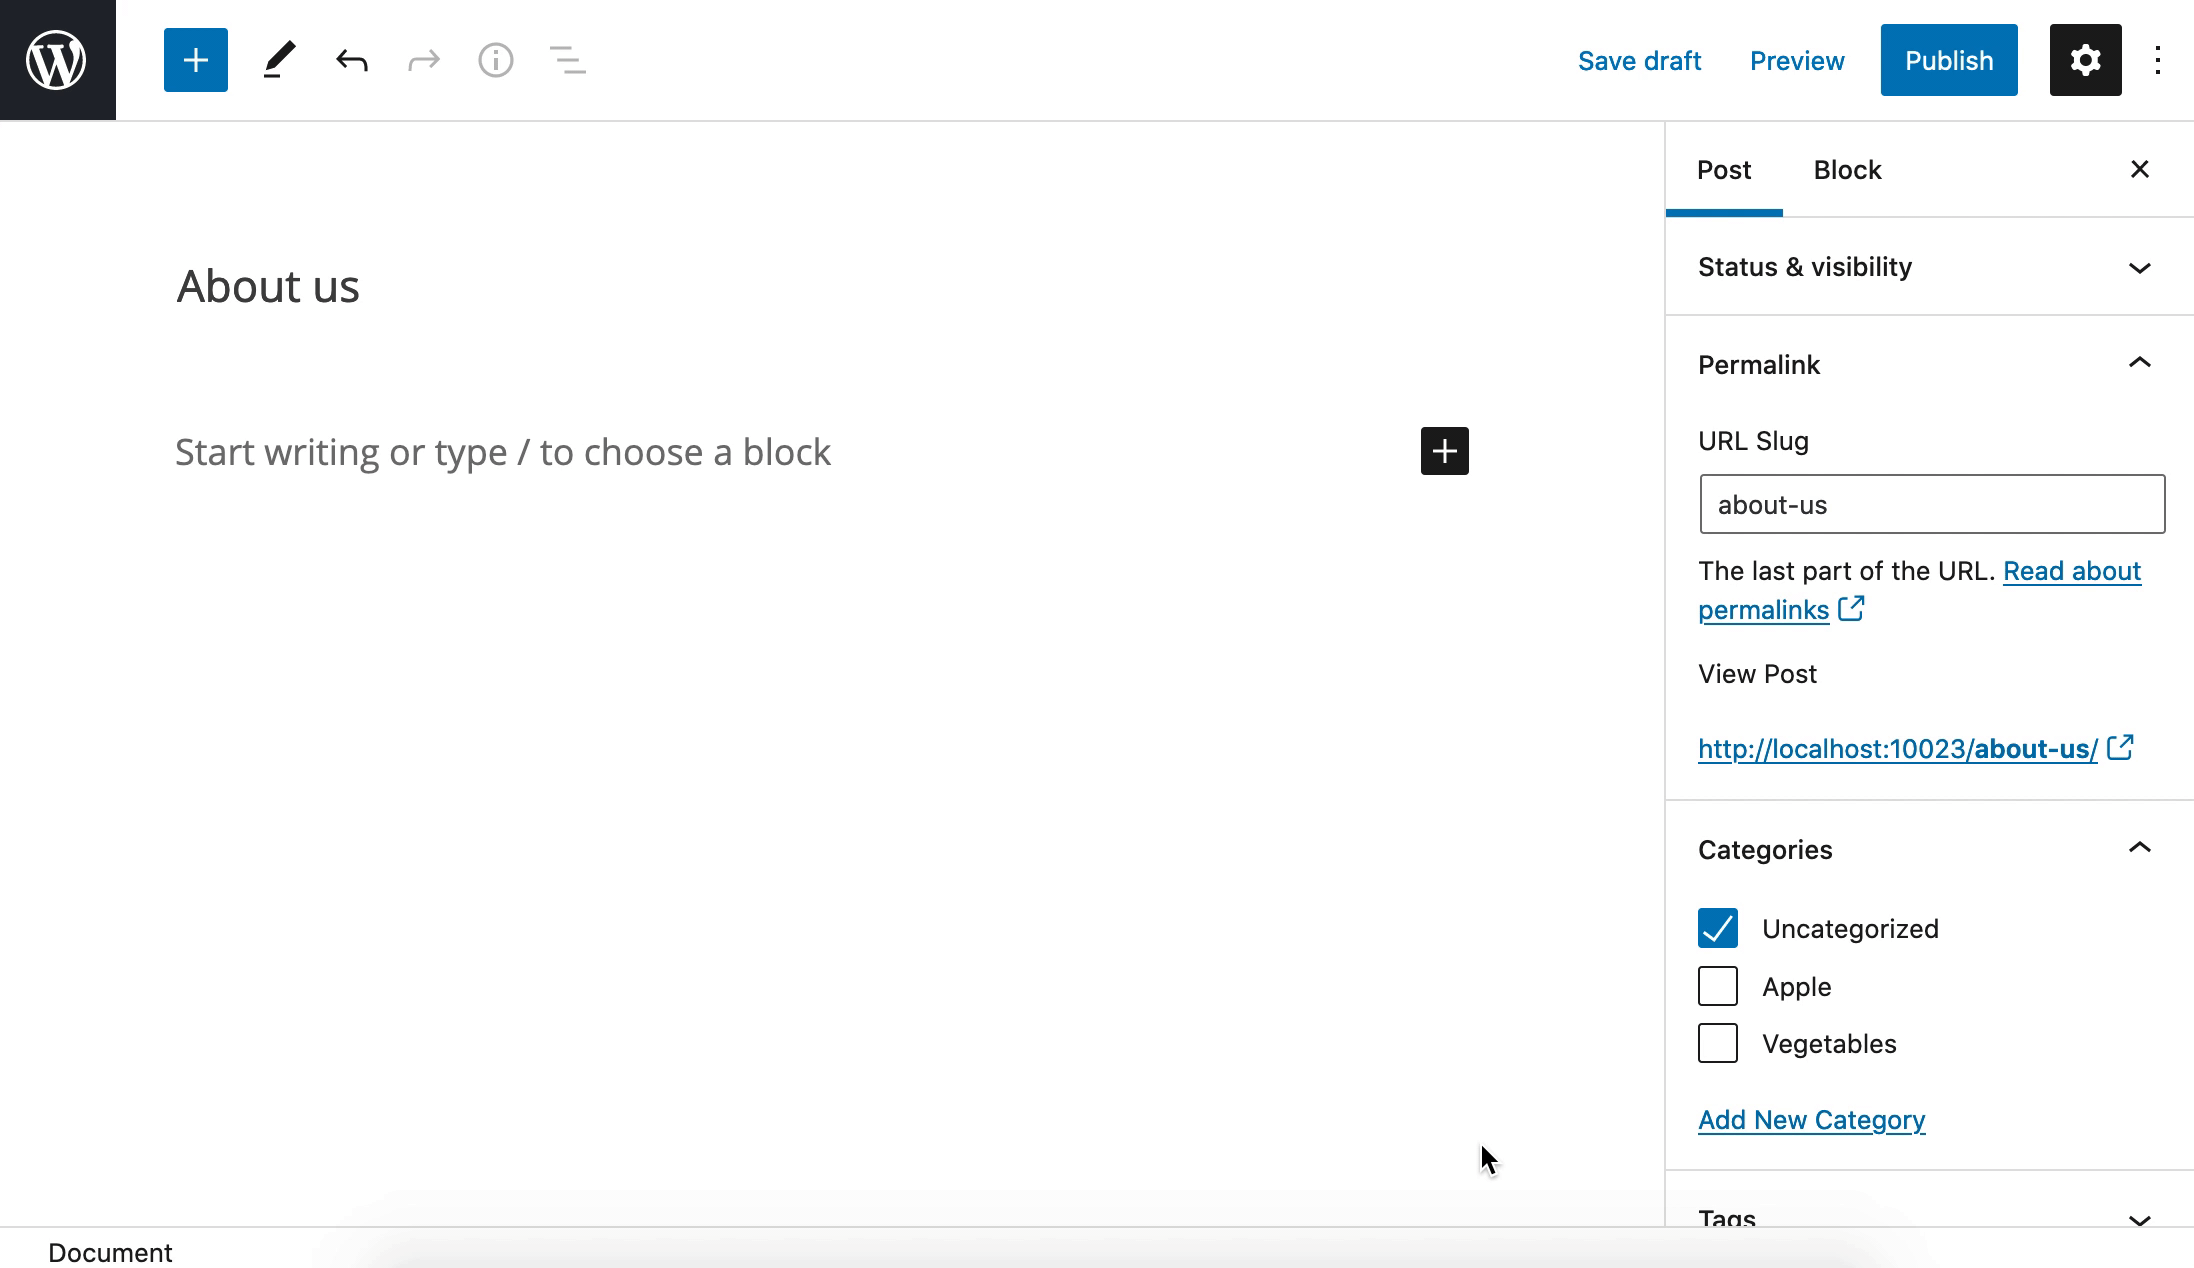 Save draft Preview Publish
Post Block
Status & visibility
About us
Permalink
URL Slug
Start writing or type / to choose a block
about-us
The last part of the URL. Read about
permalinks
View Post
http://localhost:10023/about-us/
Categories
Uncategorized
Apple
Vegetables
Add New Category
Tags
Document